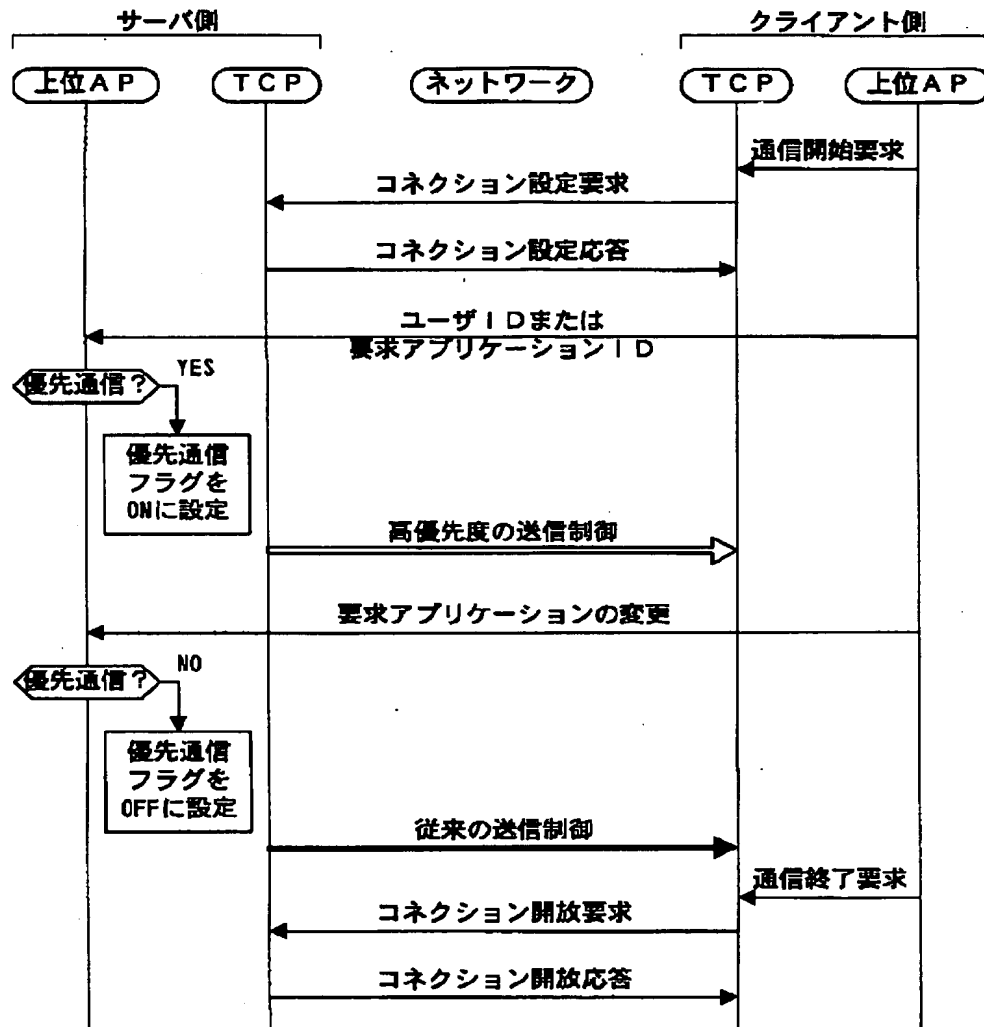 サーバ側
クライアント側
上位AP
TCP
ネットワーク
TCP
上位AP
通信開始要求
コネクション設定要求
コネクション設定応答
ユーザIDまたは
要求アプリケーションID
優先通信?
YES
優先通信
フラグを
ONに設定
高優先度の送信制御
要求アプリケーションの変更
優先通信?
NO
優先通信
フラグを
OFFに設定
従来の送信制御
通信終了要求
コネクション開放要求
コネクション開放応答